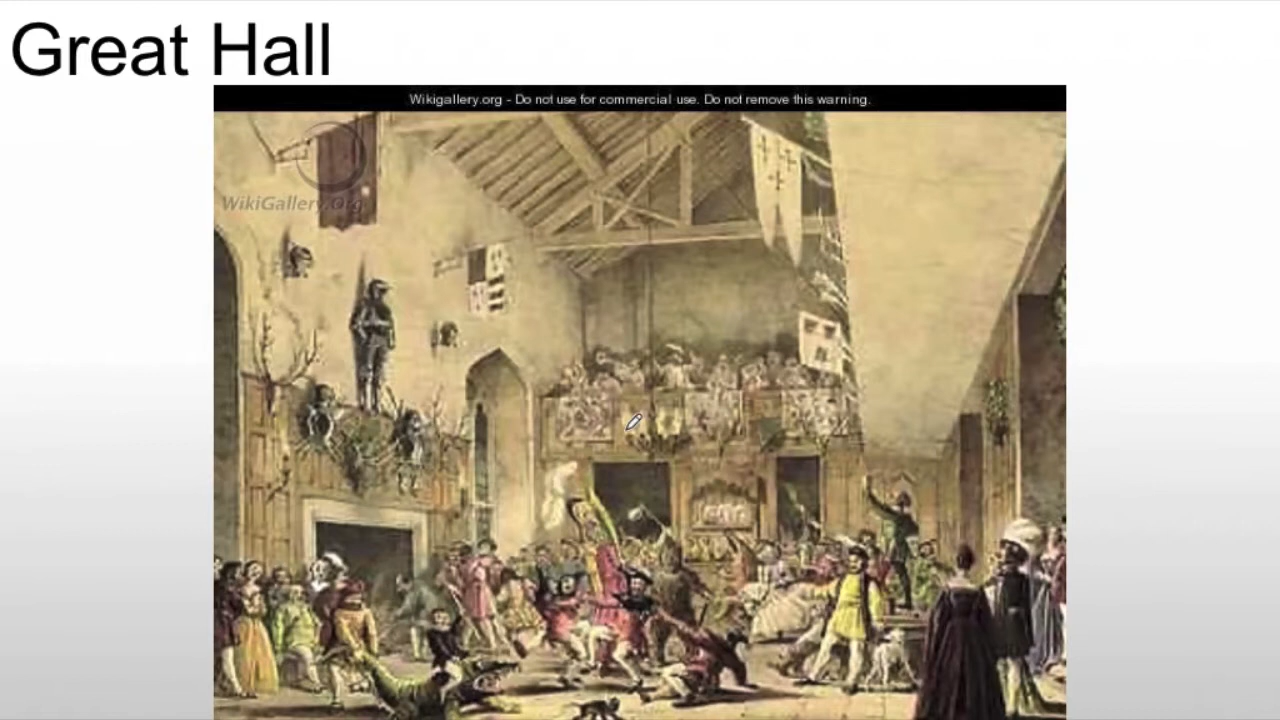 Great Hall
Wikigallery.org - Do not use for commercial use. Do not remove this warning.
WikiGallery.Org